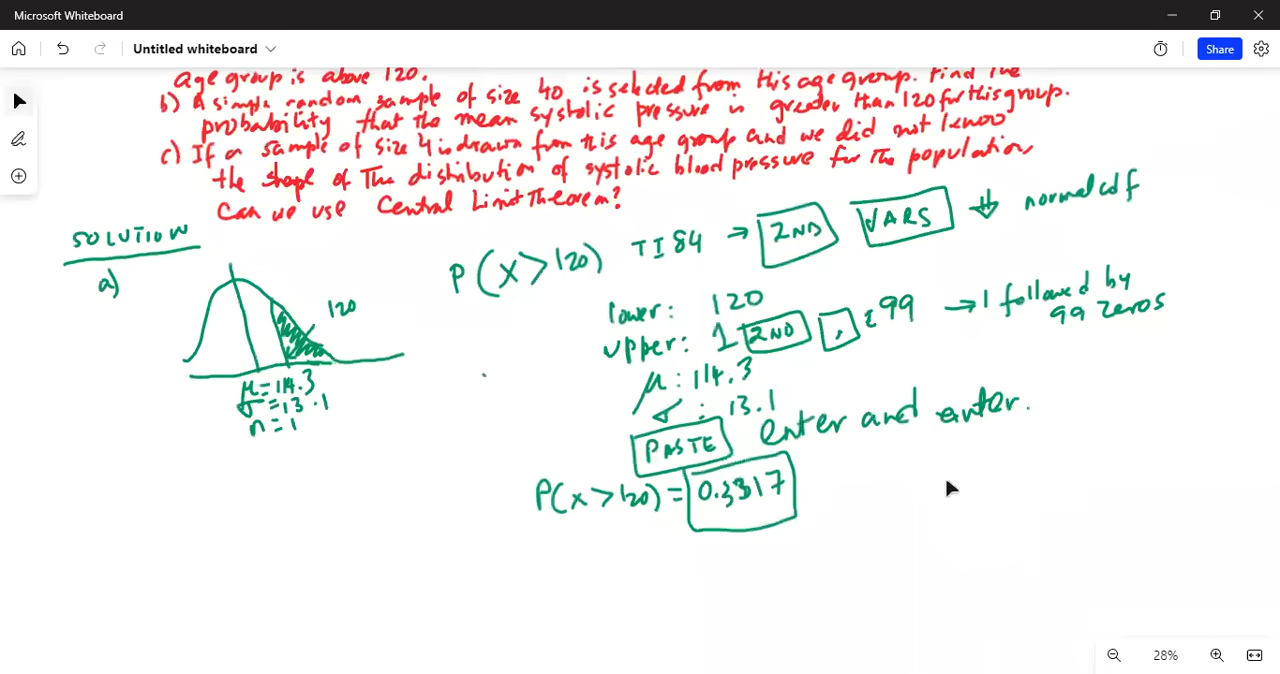 Microsoft Whiteboard
Untitled whiteboard
Share
age group is above 120.
b) A simple random sample of size 40 is selected from this age group. Find the
probability that the mean systolic pressure is greater than 120 for this group.
c) If a sample of size 4 is drawn from this age group and we did not know
the shape of the distribution of systolic blood pressure for the population,
Can we use Central Limit Theorem?
SOLUTION
a)
120
μ = 114.3
σ = 13.1
n = 1
P(X > 120) TI 84 → 2ND VARS ↓ normalcdf
lower: 120
upper: 1 2ND , E99 → 1 followed by
99 zeros
μ: 114.3
σ: 13.1
PASTE enter and enter.
P(x > 120) = 0.3317
28%